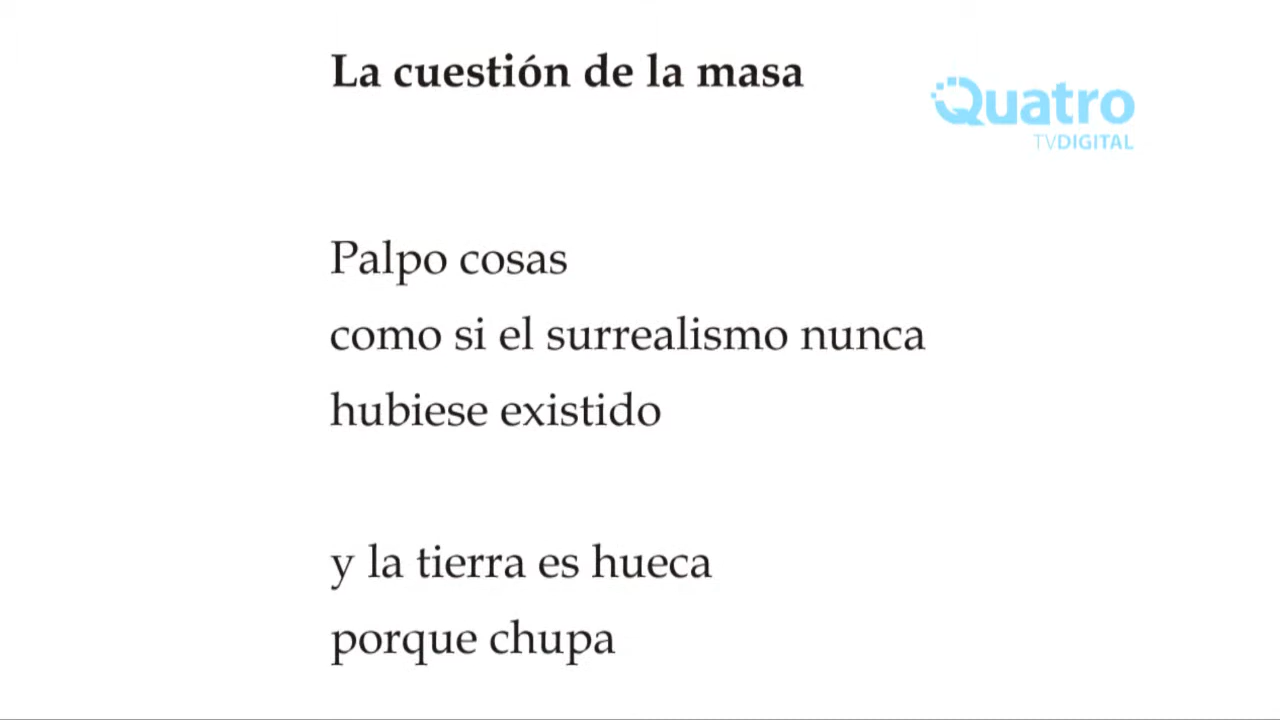 La cuestión de la masa
Quatro
TVDIGITAL
Palpo cosas
como si el surrealismo nunca
hubiese existido
y la tierra es hueca
porque chupa